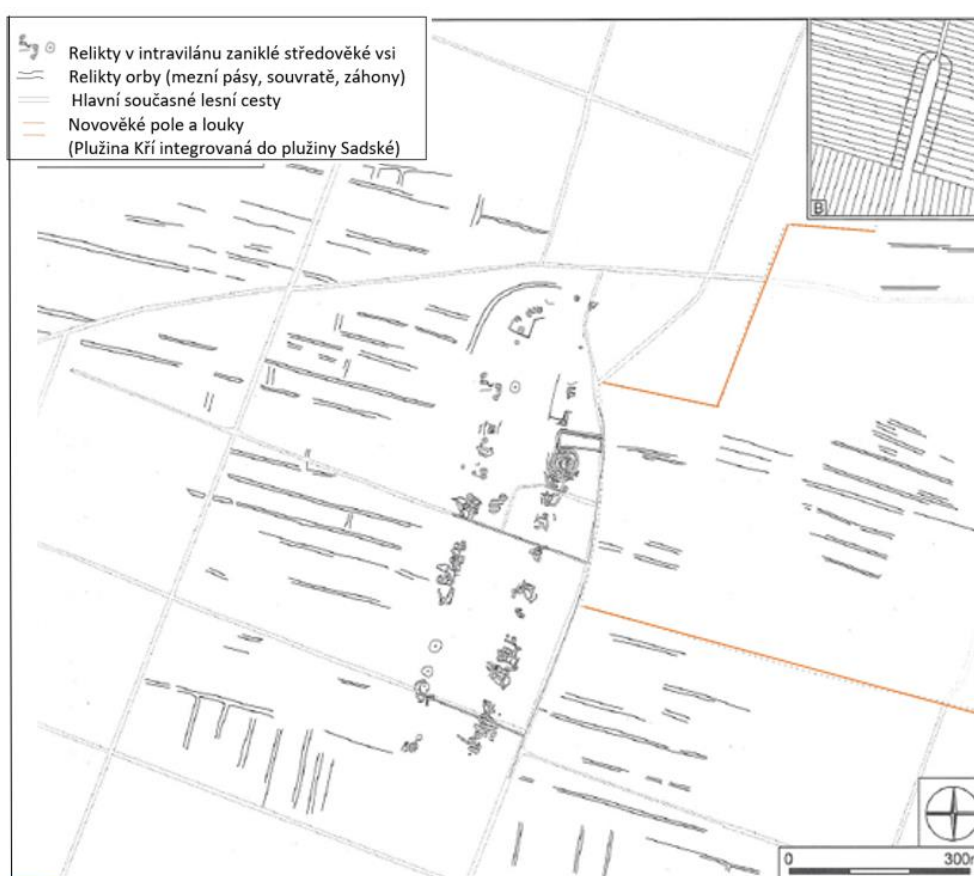 Relikty v intravilánu zaniklé středověké vsi
Relikty orby (mezní pásy, souvratě, záhony)
Hlavní současné lesní cesty
Novověké pole a louky
(Plužina Kří integrovaná do plužiny Sadské)
B
0 300m